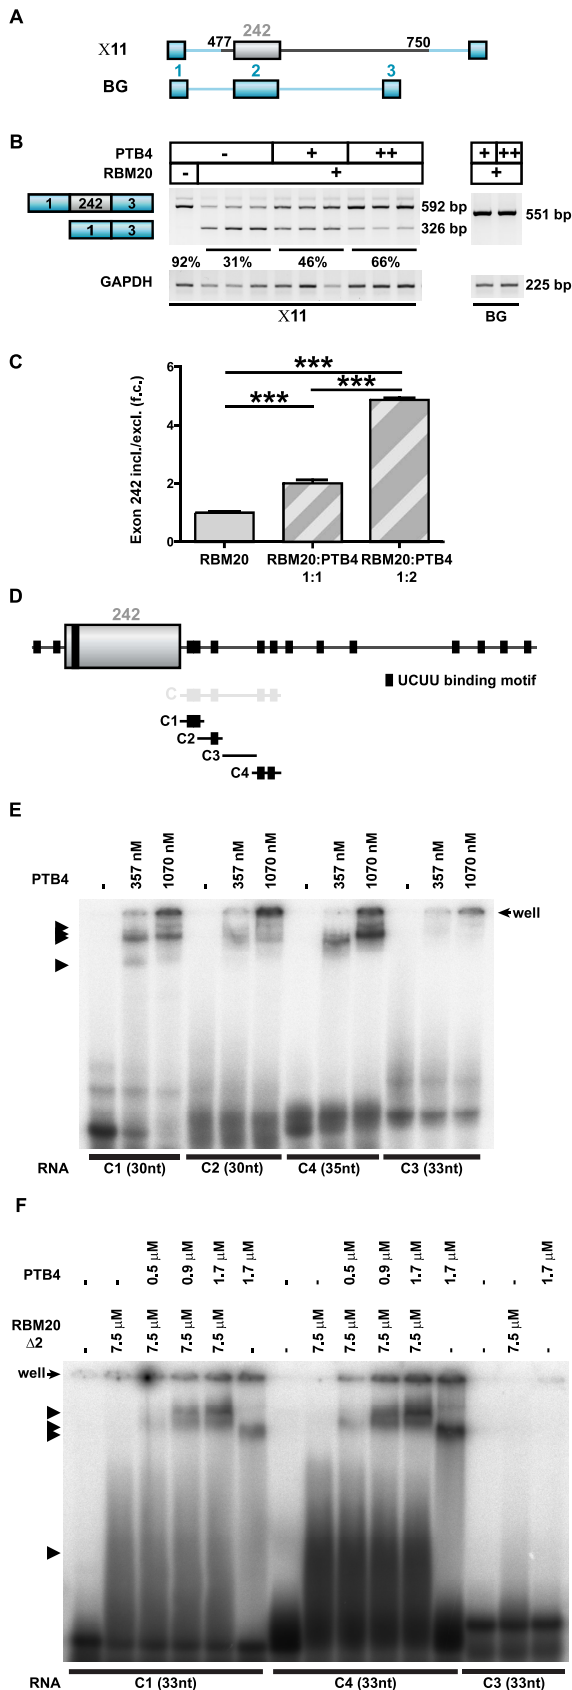 A
242
X11 477 750
BG 1 2 3
B
PTB4 - + ++ + ++
RBM20 - + +
1 242 3 592 bp 551 bp
1 3 326 bp
92% 31% 46% 66%
GAPDH 225 bp
X11 BG
C
Exon 242 incl./excl. (f.c.)
6
4
2
0
*** 
*** ***
RBM20 RBM20:PTB4 RBM20:PTB4
1:1 1:2
D
242
UCUU binding motif
C
C1
C2
C3
C4
E
PTB4 - 357 nM 1070 nM - 357 nM 1070 nM - 357 nM 1070 nM - 357 nM 1070 nM
well
RNA C1 (30nt) C2 (30nt) C4 (35nt) C3 (33nt)
F
PTB4 - - 0.5 μM 0.9 μM 1.7 μM 1.7 μM - - 0.5 μM 0.9 μM 1.7 μM 1.7 μM - - 1.7 μM
RBM20
Δ2 - 7.5 μM 7.5 μM 7.5 μM 7.5 μM - - 7.5 μM 7.5 μM 7.5 μM 7.5 μM - - 7.5 μM -
well
RNA C1 (33nt) C4 (33nt) C3 (33nt)